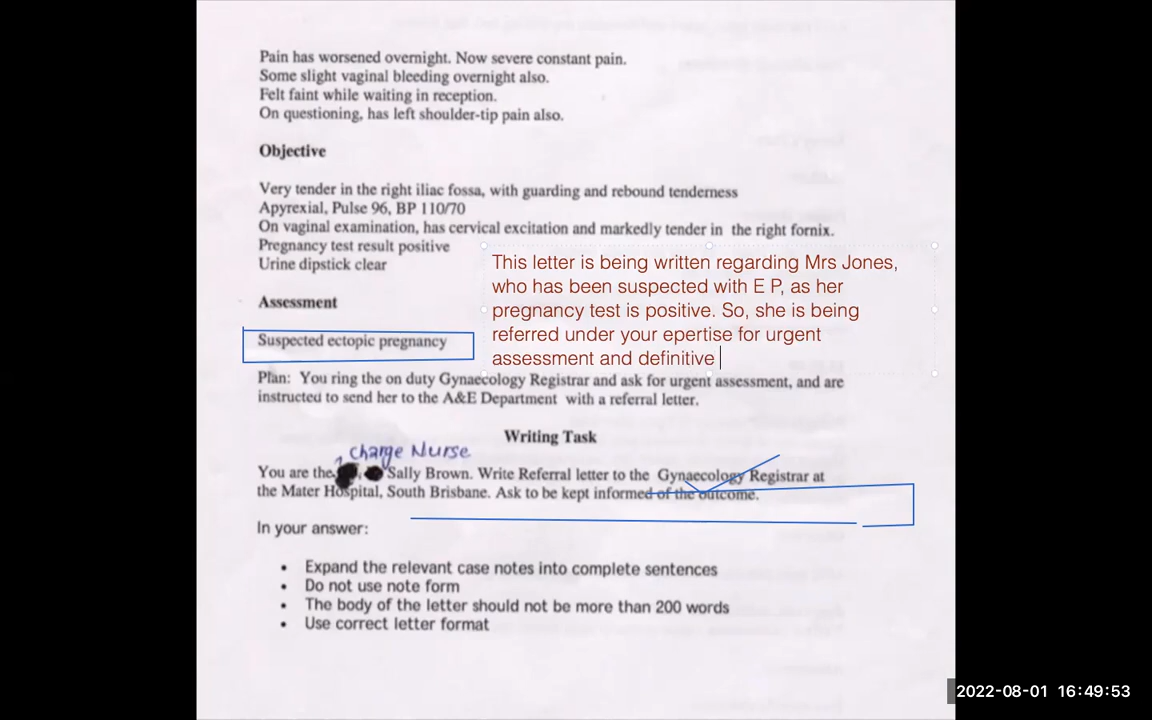 Pain has worsened overnight. Now severe constant pain.
Some slight vaginal bleeding overnight also.
Felt faint while waiting in reception.
On questioning, has left shoulder-tip pain also.
Objective
Very tender in the right iliac fossa, with guarding and rebound tenderness
Apyrexial, Pulse 96, BP 110/70
On vaginal examination, has cervical excitation and markedly tender in the right fornix.
Pregnancy test result positive
Urine dipstick clear
This letter is being written regarding Mrs Jones,
who has been suspected with E P, as her
pregnancy test is positive. So, she is being
referred under your epertise for urgent
assessment and definitive
Assessment
Suspected ectopic pregnancy
Plan: You ring the on duty Gynaecology Registrar and ask for urgent assessment, and are
instructed to send her to the A&E Department with a referral letter.
Writing Task
charge Nurse
You are the Sally Brown. Write Referral letter to the Gynaecology Registrar at
the Mater Hospital, South Brisbane. Ask to be kept informed of the outcome.
In your answer:
• Expand the relevant case notes into complete sentences
• Do not use note form
• The body of the letter should not be more than 200 words
• Use correct letter format
2022-08-01 16:49:53